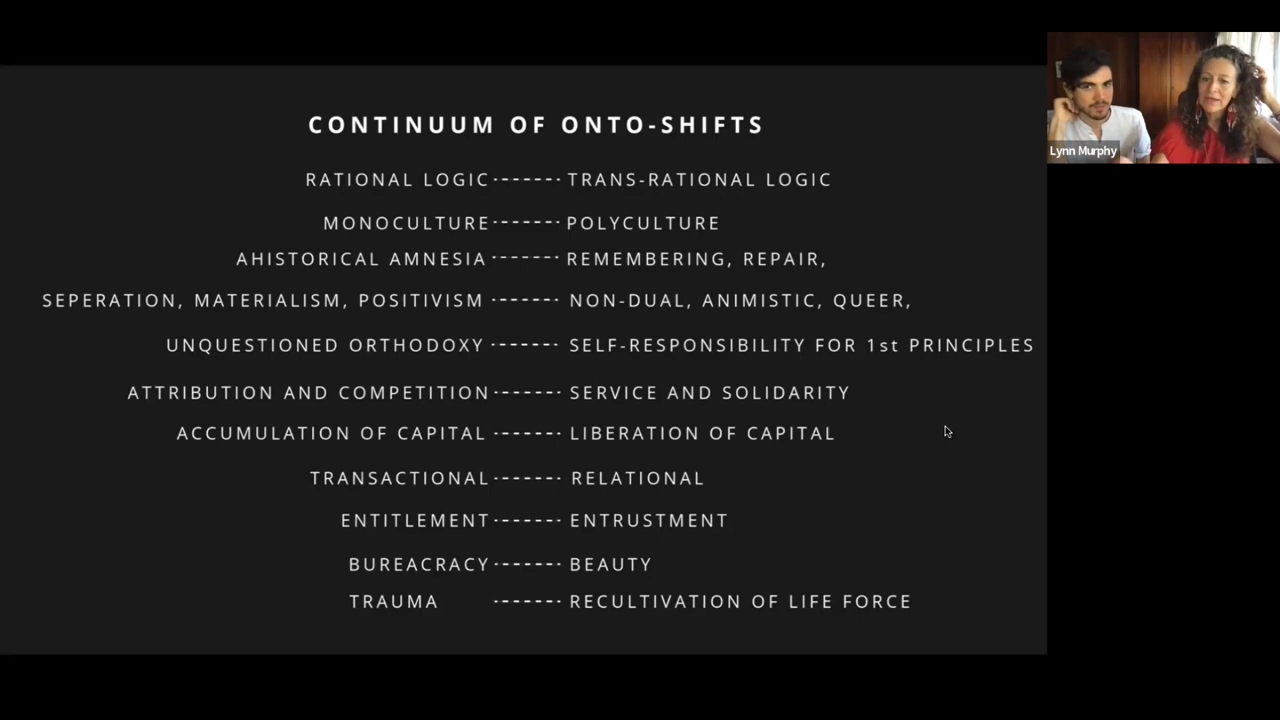 CONTINUUM OF ONTO-SHIFTS
RATIONAL LOGIC ------- TRANS-RATIONAL LOGIC
MONOCULTURE ------- POLYCULTURE
AHISTORICAL AMNESIA ------- REMEMBERING, REPAIR,
SEPERATION, MATERIALISM, POSITIVISM ------- NON-DUAL, ANIMISTIC, QUEER,
UNQUESTIONED ORTHODOXY ------- SELF-RESPONSIBILITY FOR 1st PRINCIPLES
ATTRIBUTION AND COMPETITION ------- SERVICE AND SOLIDARITY
ACCUMULATION OF CAPITAL ------- LIBERATION OF CAPITAL
TRANSACTIONAL ------- RELATIONAL
ENTITLEMENT ------- ENTRUSTMENT
BUREACRACY ------- BEAUTY
TRAUMA ------- RECULTIVATION OF LIFE FORCE
Lynn Murphy